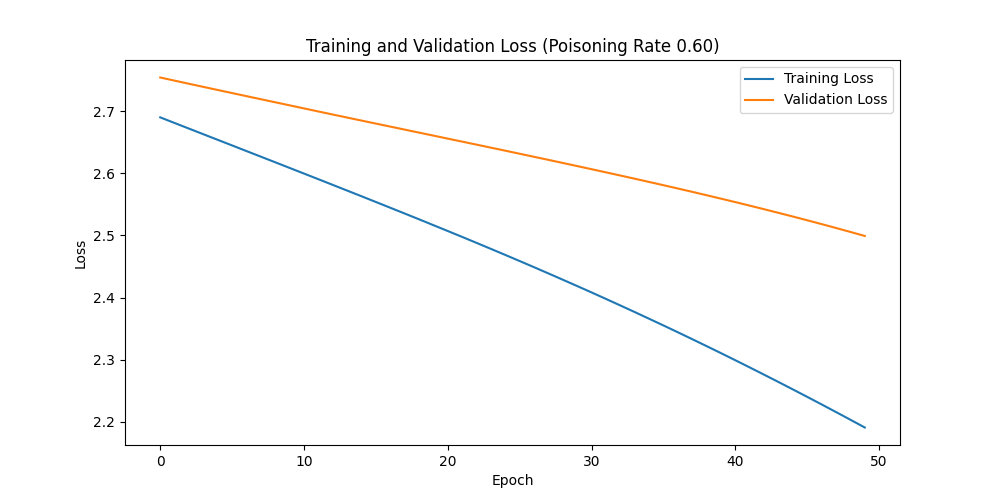 Training and Validation Loss (Poisoning Rate 0.60)
Training Loss
Validation Loss
2.7
2.6
2.5
2.4
2.3
2.2
Loss
0 10 20 30 40 50
Epoch